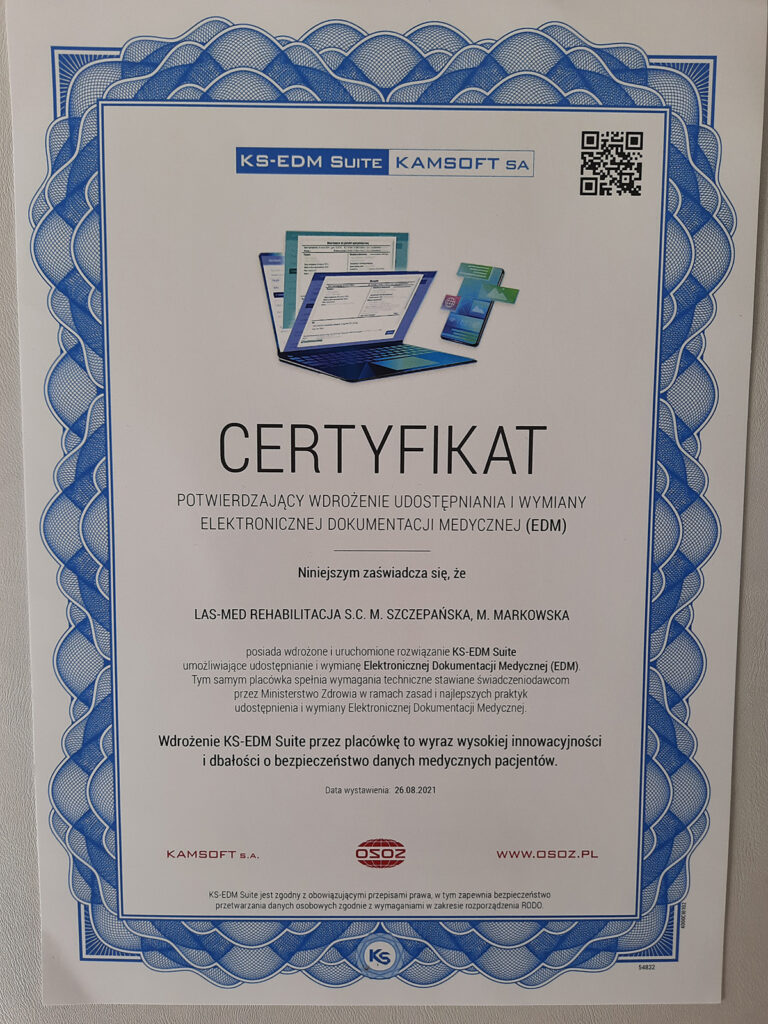 KS-EDM SUITE KAMSOFT SA
CERTYFIKAT
POTWIERDZAJĄCY WDROŻENIE UDOSTĘPNIANIA I WYMIANY
ELEKTRONICZNEJ DOKUMENTACJI MEDYCZNEJ (EDM)
Niniejszym zaświadcza się, że
LAS-MED REHABILITACJA S.C. M. SZCZEPAŃSKA, M. MARKOWSKA
posiada wdrożone i uruchomione rozwiązanie KS-EDM Suite
umożliwiające udostępnianie i wymianę Elektronicznej Dokumentacji Medycznej (EDM).
Tym samym placówka spełnia wymagania techniczne stawiane świadczeniodawcom
przez Ministerstwo Zdrowia w ramach zasad i najlepszych praktyk
udostępnienia i wymiany Elektronicznej Dokumentacji Medycznej.
Wdrożenie KS-EDM Suite przez placówkę to wyraz wysokiej innowacyjności
i dbałości o bezpieczeństwo danych medycznych pacjentów.
Data wystawienia: 26.08.2021
KAMSOFT S.A. OSOZ WWW.OSOZ.PL
KS-EDM Suite jest zgodny z obowiązującymi przepisami prawa, w tym zapewnia bezpieczeństwo
przetwarzania danych osobowych zgodnie z wymaganiami w zakresie rozporządzenia RODO.
KS
54832